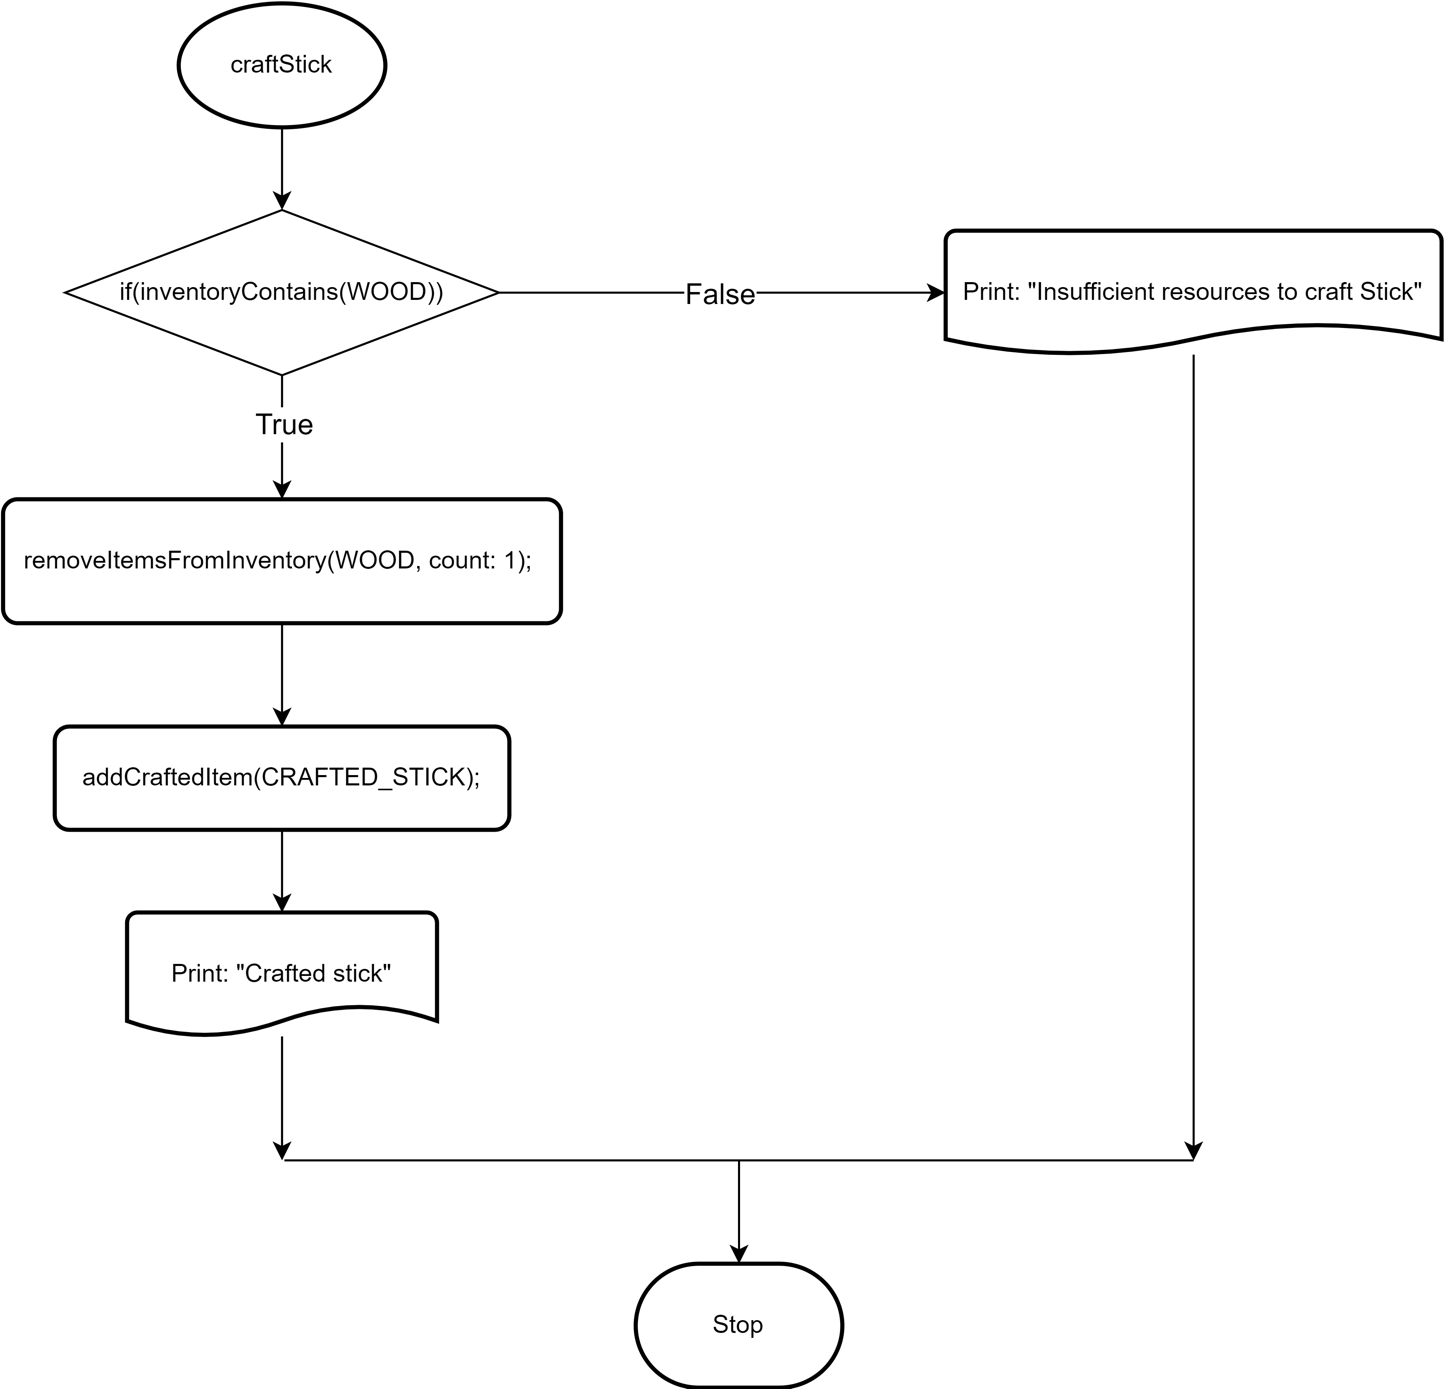 craftStick
if(inventoryContains(WOOD))
False
Print: "Insufficient resources to craft Stick"
True
removeItemsFromInventory(WOOD, count: 1);
addCraftedItem(CRAFTED_STICK);
Print: "Crafted stick"
Stop